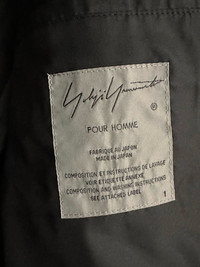 Yohji Yamamoto
®
POUR HOMME
FABRIQUE AU JAPON
MADE IN JAPAN
COMPOSITION ET INSTRUCTIONS DE LAVAGE
VOIR ETIQUETTE ANNEXE
COMPOSITION AND WASHING INSTRUCTIONS
SEE ATTACHED LABEL
1